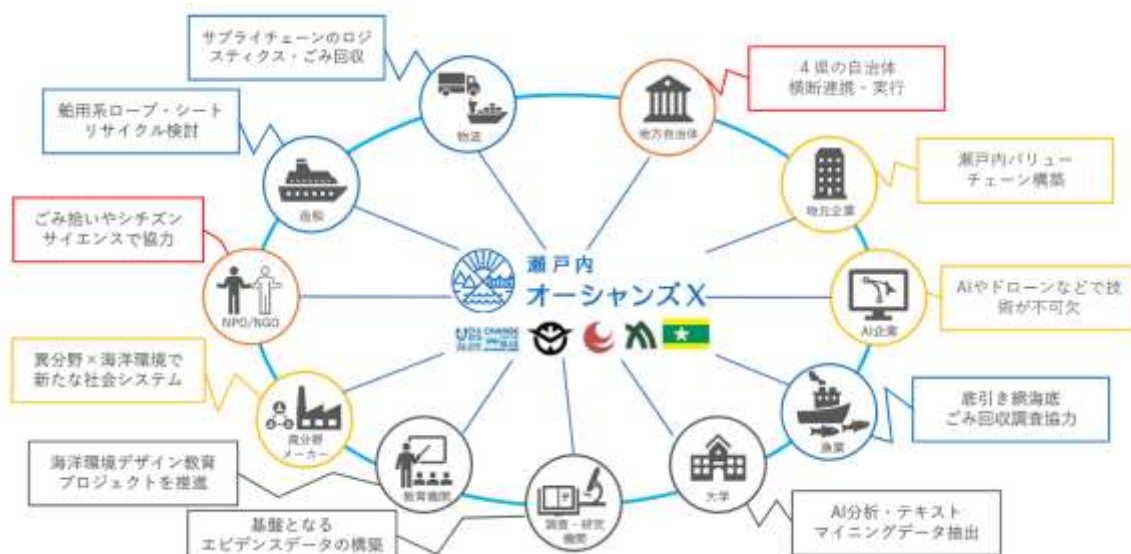 サプライチェーンのロジ
スティクス・ごみ回収
物流
4県の自治体
横断連携・実行
地方自治体
舶用系ロープ・シート
リサイクル検討
造船
瀬戸内バリュー
チェーン構築
地元企業
ごみ拾いやシチズン
サイエンスで協力
NPO/NGO
瀬戸内
オーシャンズX
AIやドローンなどで技
術が不可欠
AI企業
CHANGE
異分野×海洋環境で
新たな社会システム
異分野
メーカー
底引き網海底
ごみ回収調査協力
漁業
海洋環境デザイン教育
プロジェクトを推進
教育機関
基盤となる
エビデンスデータの構築
調査・研究
機関
大学
AI分析・テキスト
マイニングデータ抽出